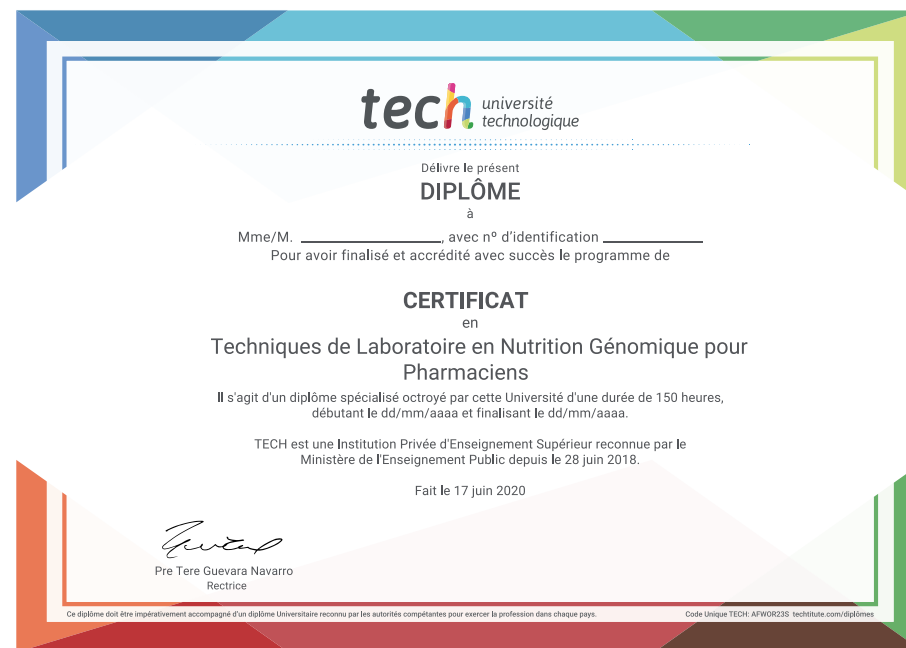 tech université
technologique
Délivre le présent
DIPLÔME
à
Mme/M. ____________________, avec nº d'identification ______________
Pour avoir finalisé et accrédité avec succès le programme de
CERTIFICAT
en
Techniques de Laboratoire en Nutrition Génomique pour
Pharmaciens
Il s'agit d'un diplôme spécialisé octroyé par cette Université d'une durée de 150 heures,
débutant le dd/mm/aaaa et finalisant le dd/mm/aaaa.
TECH est une Institution Privée d'Enseignement Supérieur reconnue par le
Ministère de l'Enseignement Public depuis le 28 juin 2018.
Fait le 17 juin 2020
Pre Tere Guevara Navarro
Rectrice
Ce diplôme doit être impérativement accompagné d'un diplôme Universitaire reconnu par les autorités compétantes pour exercer la profession dans chaque pays. Code Unique TECH: AFWOR23S techtitute.com/diplômes